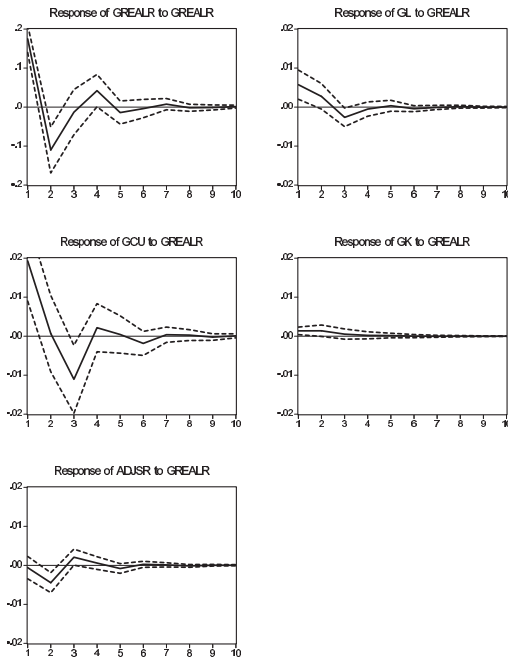 Response of GREALR to GREALR
.2
.1
.0
-.1
-.2
1 2 3 4 5 6 7 8 9 10
Response of GL to GREALR
.02
.01
.00
-.01
-.02
1 2 3 4 5 6 7 8 9 10
Response of GCU to GREALR
.02
.01
.00
-.01
-.02
1 2 3 4 5 6 7 8 9 10
Response of GK to GREALR
.02
.01
.00
-.01
-.02
1 2 3 4 5 6 7 8 9 10
Response of ADJSR to GREALR
.02
.01
.00
-.01
-.02
1 2 3 4 5 6 7 8 9 10